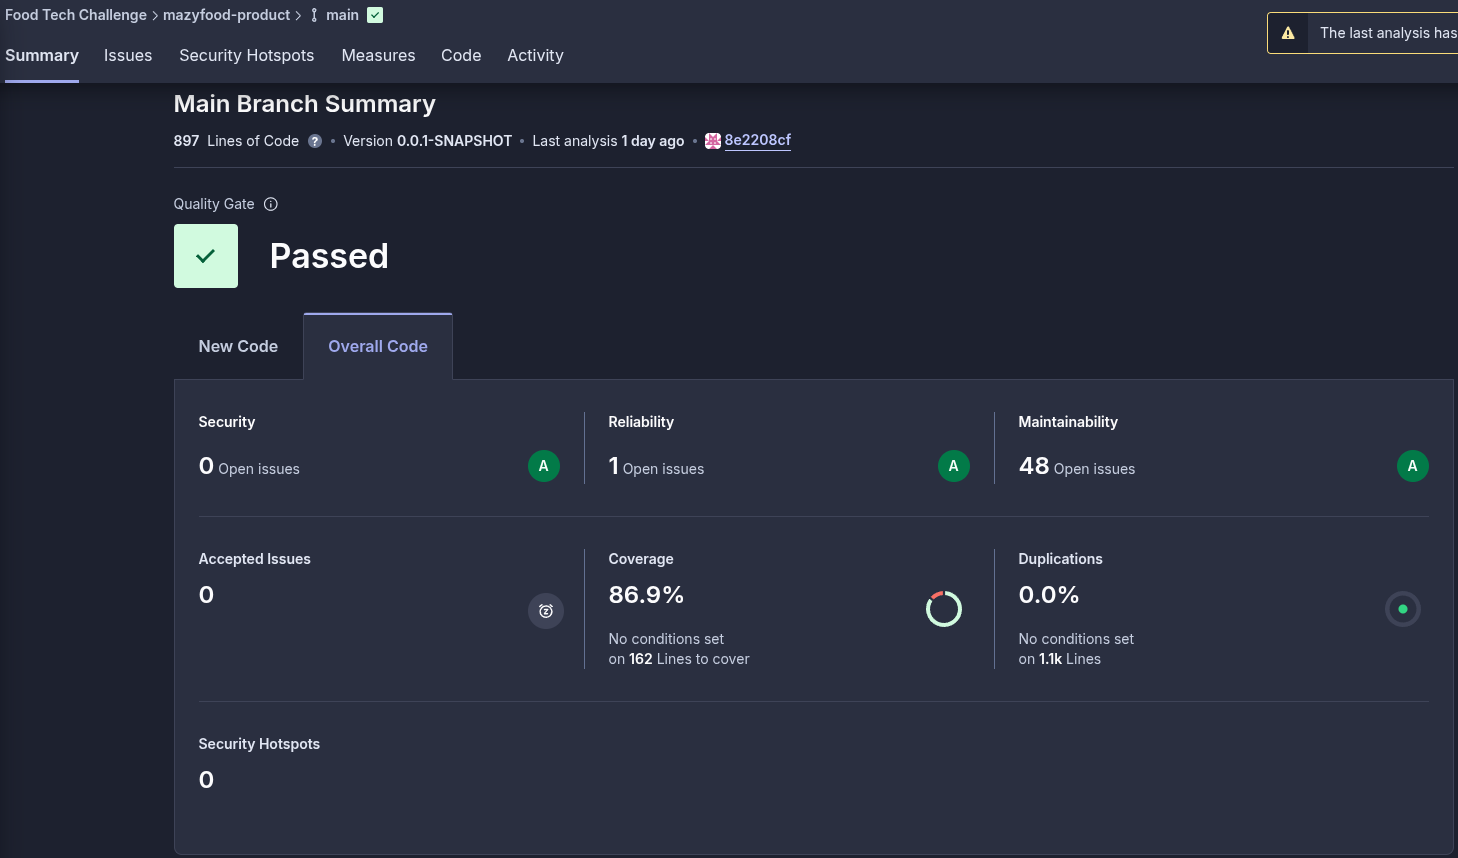 Food Tech Challenge > mazyfood-product > main
The last analysis has
Summary Issues Security Hotspots Measures Code Activity
Main Branch Summary
897 Lines of Code ? • Version 0.0.1-SNAPSHOT • Last analysis 1 day ago • 8e2208cf
Quality Gate
Passed
New Code Overall Code
Security Reliability Maintainability
0 Open issues A 1 Open issues A 48 Open issues A
Accepted Issues Coverage Duplications
0 86.9% 0.0%
No conditions set No conditions set
on 162 Lines to cover on 1.1k Lines
Security Hotspots
0